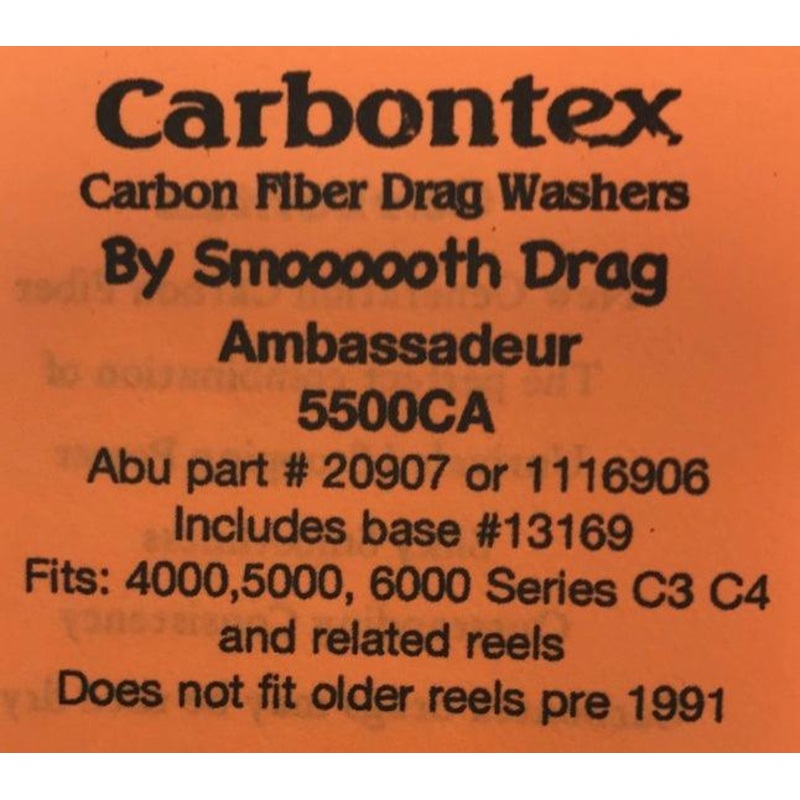 Carbontex
Carbon Fiber Drag Washers
By Smoooooth Drag
Ambassadeur
5500CA
Abu part # 20907 or 1116906
Includes base #13169
Fits: 4000,5000, 6000 Series C3 C4
and related reels
Does not fit older reels pre 1991